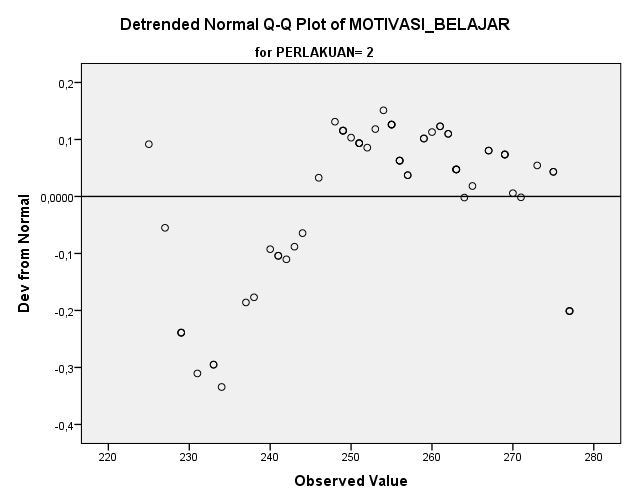 Detrended Normal Q-Q Plot of MOTIVASI_BELAJAR
for PERLAKUAN= 2
Dev from Normal
0,2
0,1
0,0000
-0,1
-0,2
-0,3
-0,4
220 230 240 250 260 270 280
Observed Value